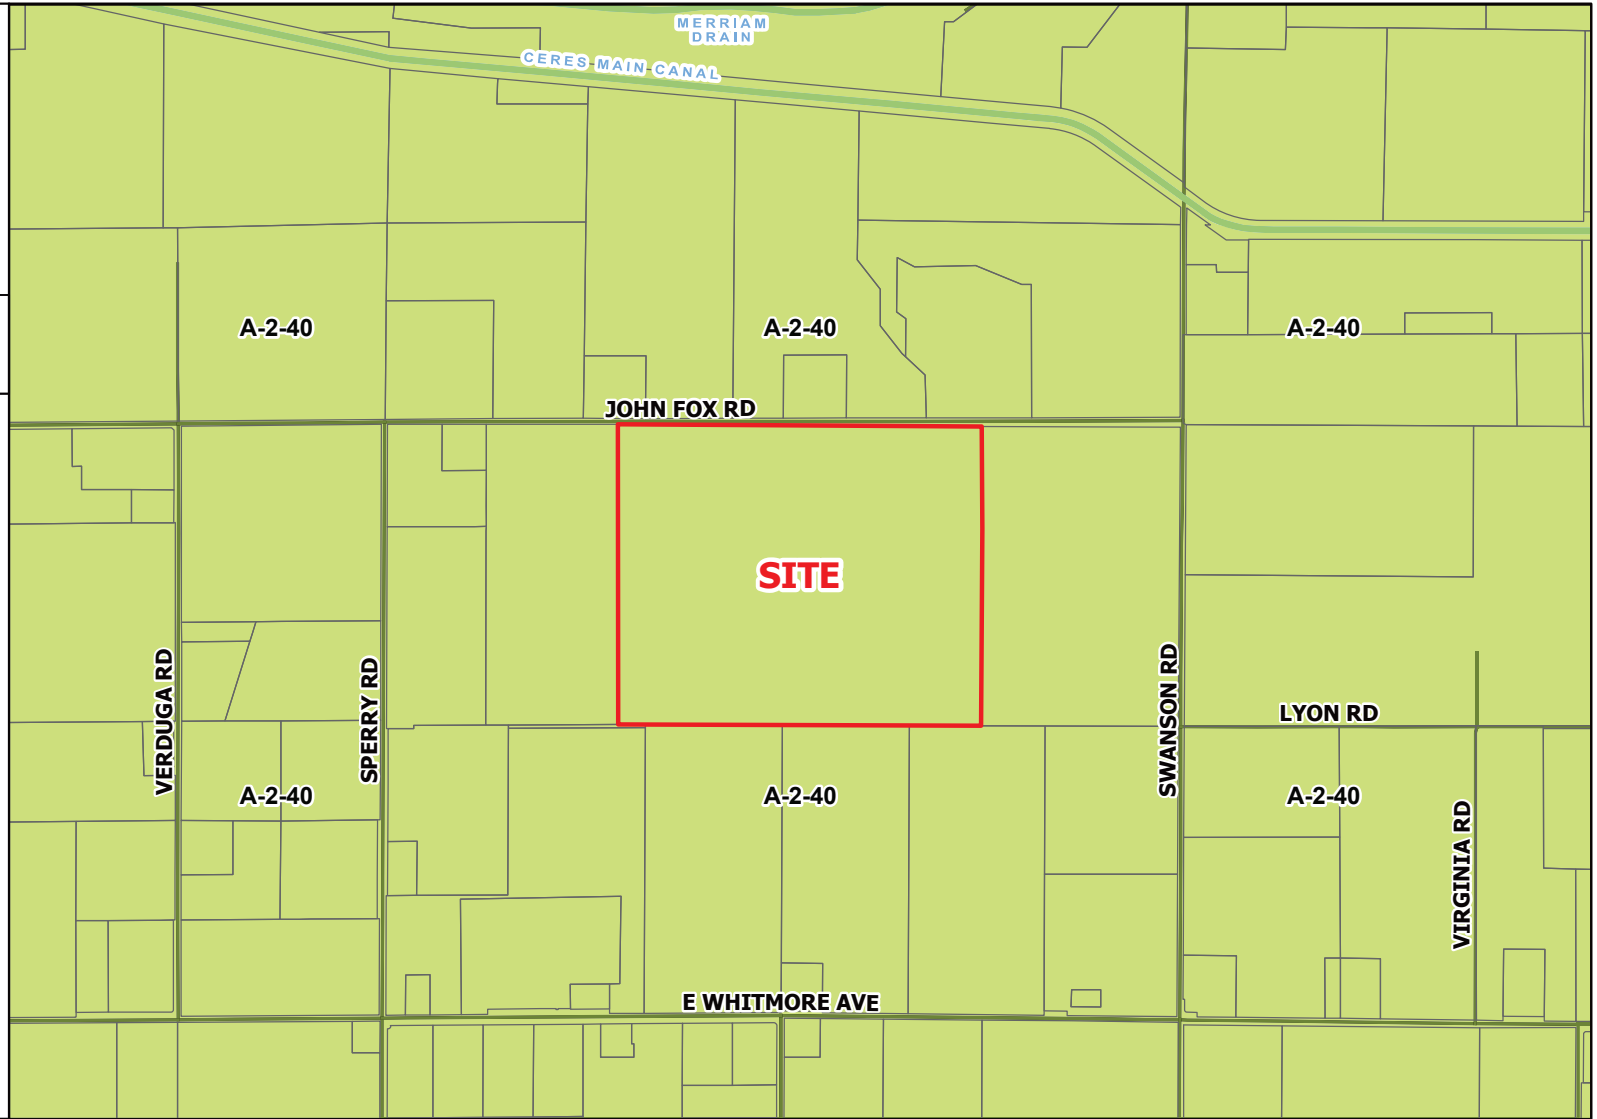 MERRIAM
DRAIN
CERES MAIN CANAL
A-2-40
A-2-40
A-2-40
JOHN FOX RD
SITE
VERDUGA RD
SPERRY RD
SWANSON RD
LYON RD
A-2-40
A-2-40
A-2-40
VIRGINIA RD
E WHITMORE AVE